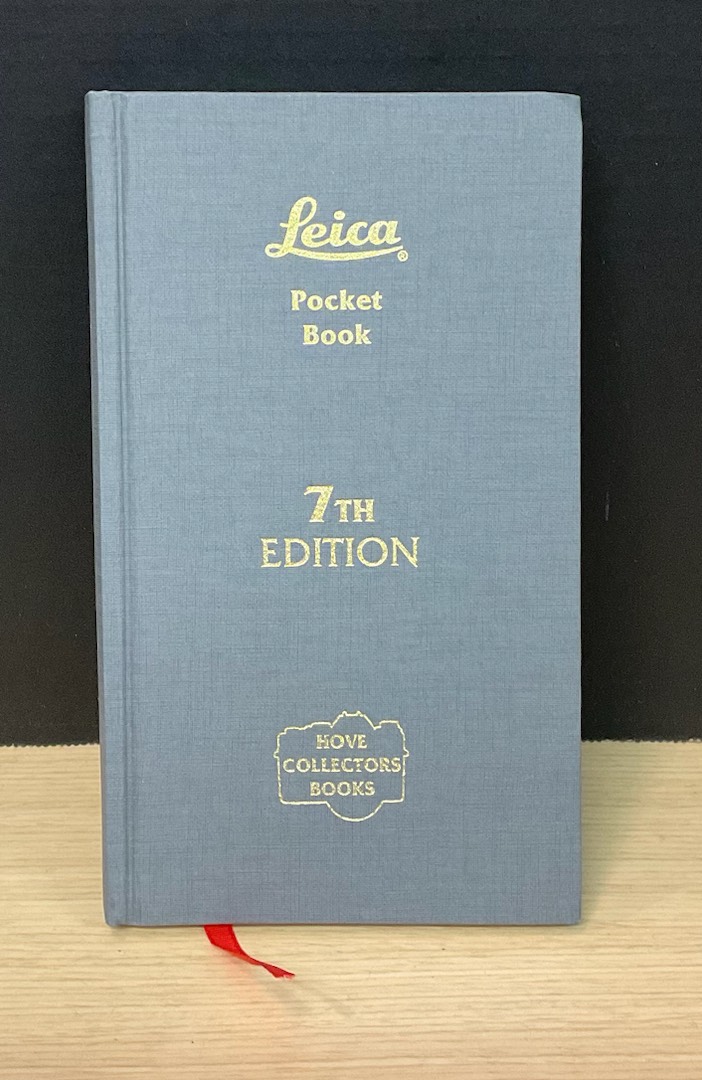 Leica®
Pocket
Book
7TH
EDITION
HOVE
COLLECTORS
BOOKS